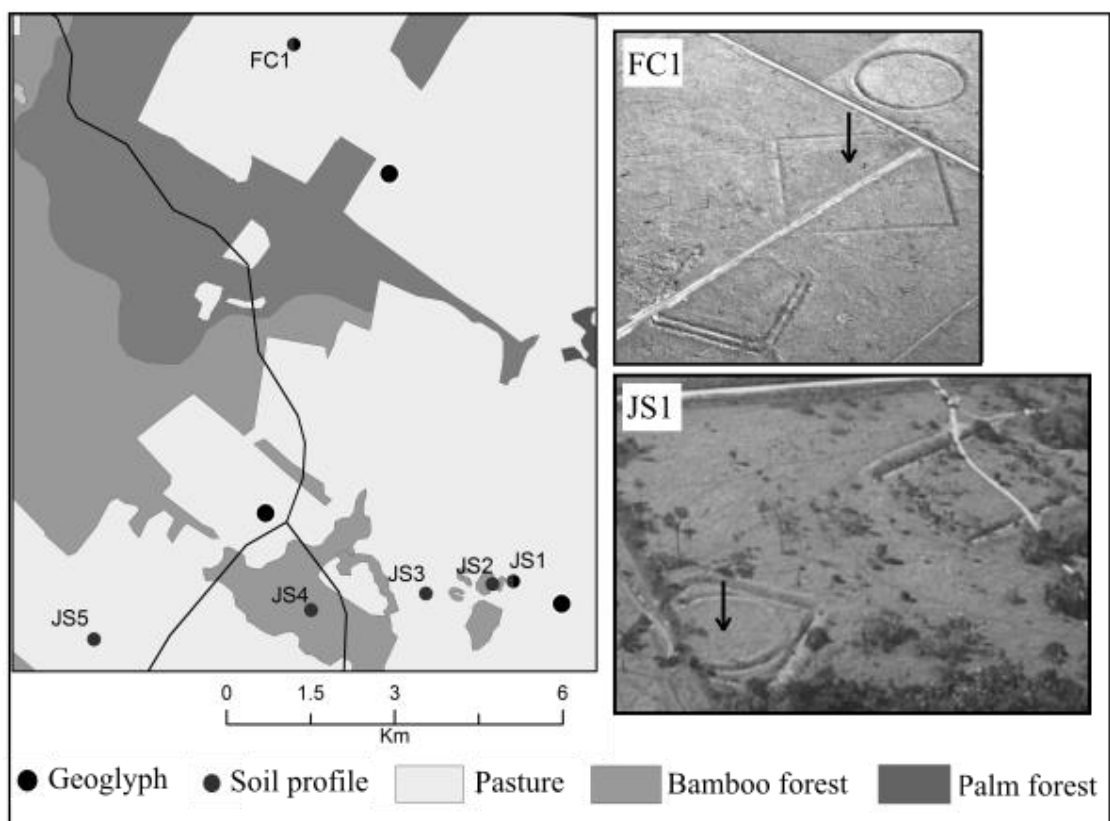 FC1
JS5
JS4
JS3
JS2
JS1
0 1.5 3 6
Km
FC1
JS1
Geoglyph Soil profile Pasture Bamboo forest Palm forest